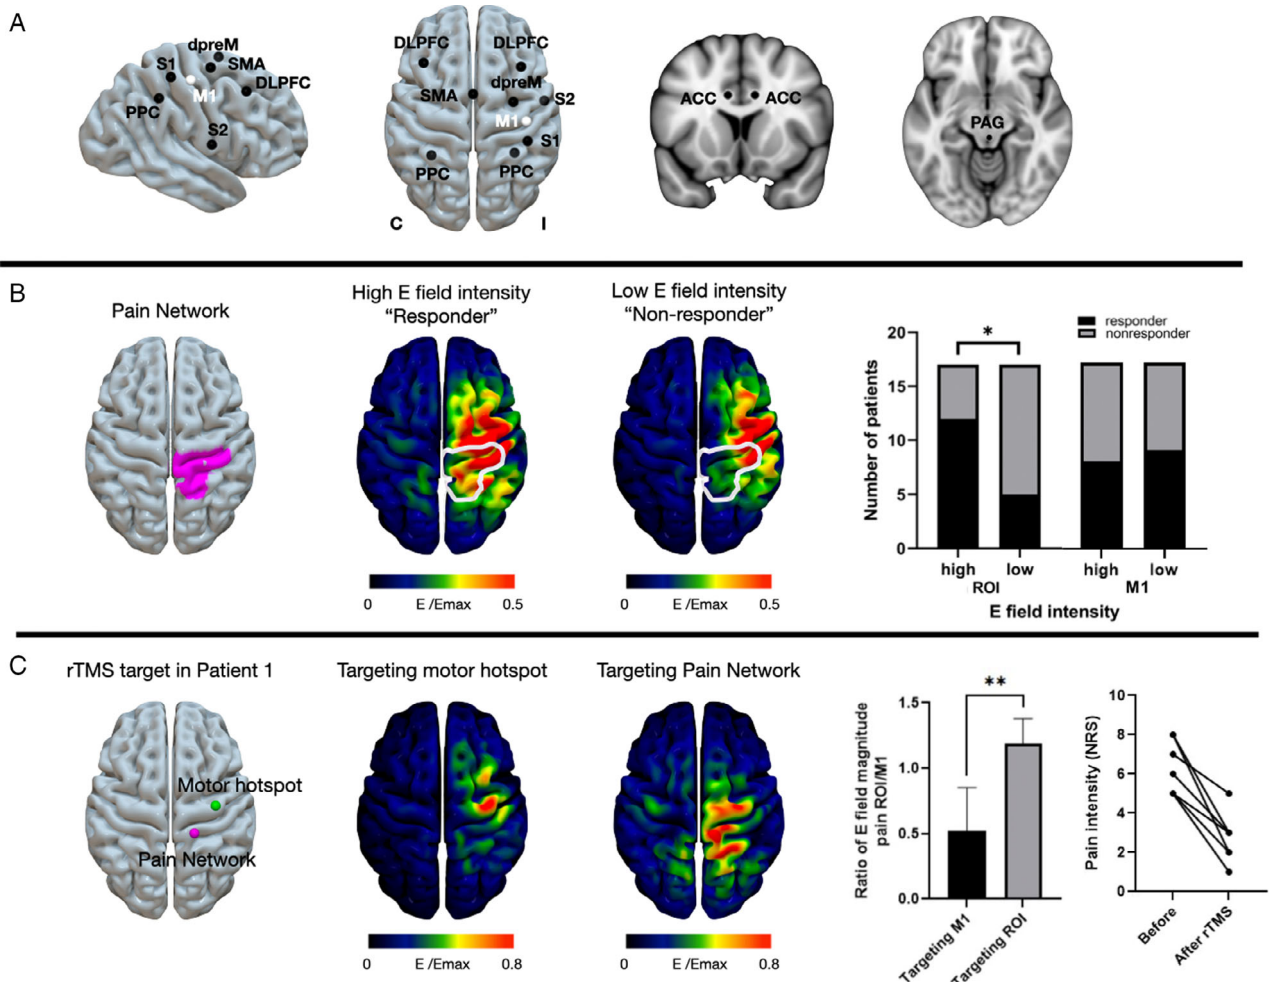 A
dpreM
S1
SMA
DLPFC
M1
PPC
S2
DLPFC
DLPFC
dpreM
SMA
S2
M1
S1
PPC
PPC
C
I
ACC
ACC
PAG
B
Pain Network
High E field intensity
“Responder”
Low E field intensity
“Non-responder”
0
E /Emax
0.5
0
E /Emax
0.5
responder
nonresponder
*
Number of patients
20
15
10
5
0
high
low
high
low
ROI
M1
E field intensity
C
rTMS target in Patient 1
Targeting motor hotspot
Targeting Pain Network
Motor hotspot
Pain Network
0
E /Emax
0.8
0
E /Emax
0.8
**
Ratio of E field magnitude
pain ROI/M1
1.5
1.0
0.5
0.0
Targeting M1
Targeting ROI
Pain intensity (NRS)
10
8
6
4
2
0
Before
After rTMS